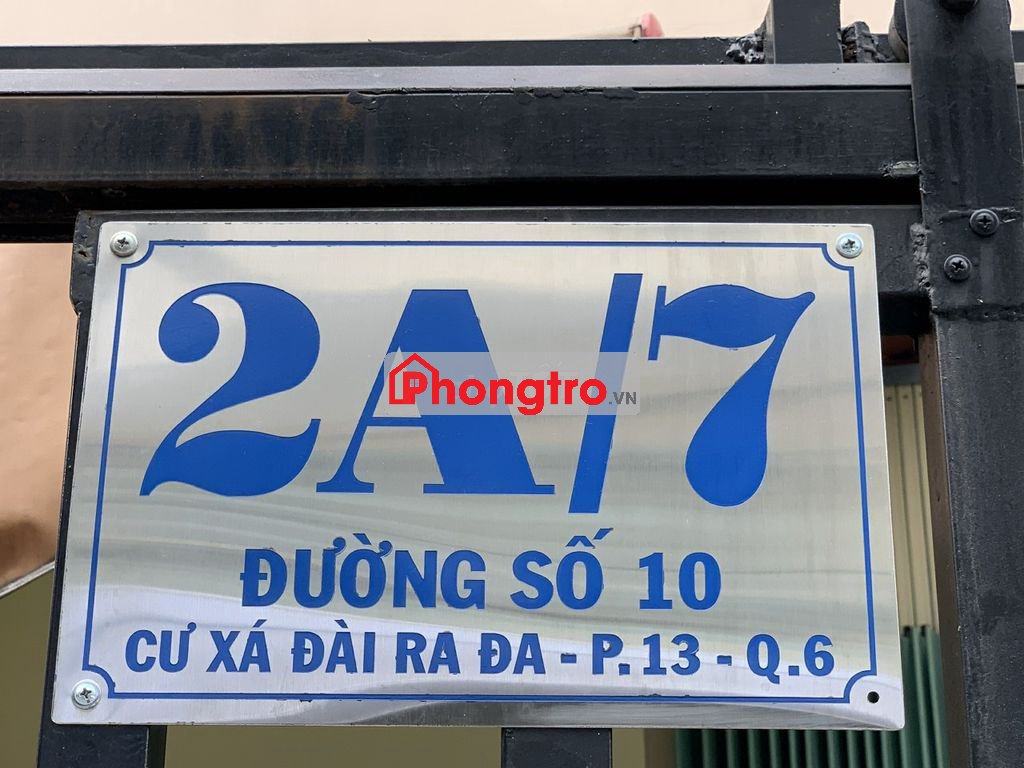 2A/7
Phongtro.VN
ĐƯỜNG SỐ 10
CƯ XÁ ĐÀI RA ĐA - P.13 - Q.6